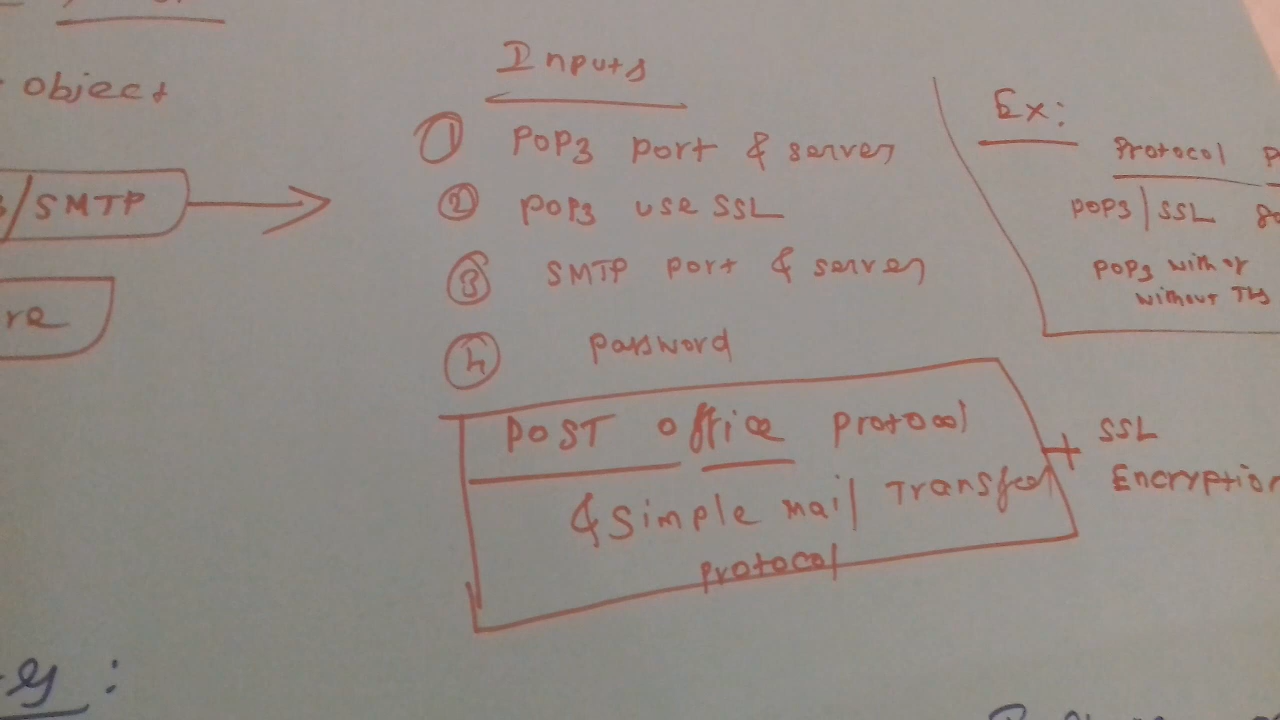 object
/SMTP
re
Inputs
1 POP3 port & server
2 POP3 use SSL
3 SMTP port & server
4 password
POST office protocol
& simple mail Transfer
protocol
+ SSL
Encryption
Ex:
Protocol
POP3 | SSL
POP3 with or
without TLS